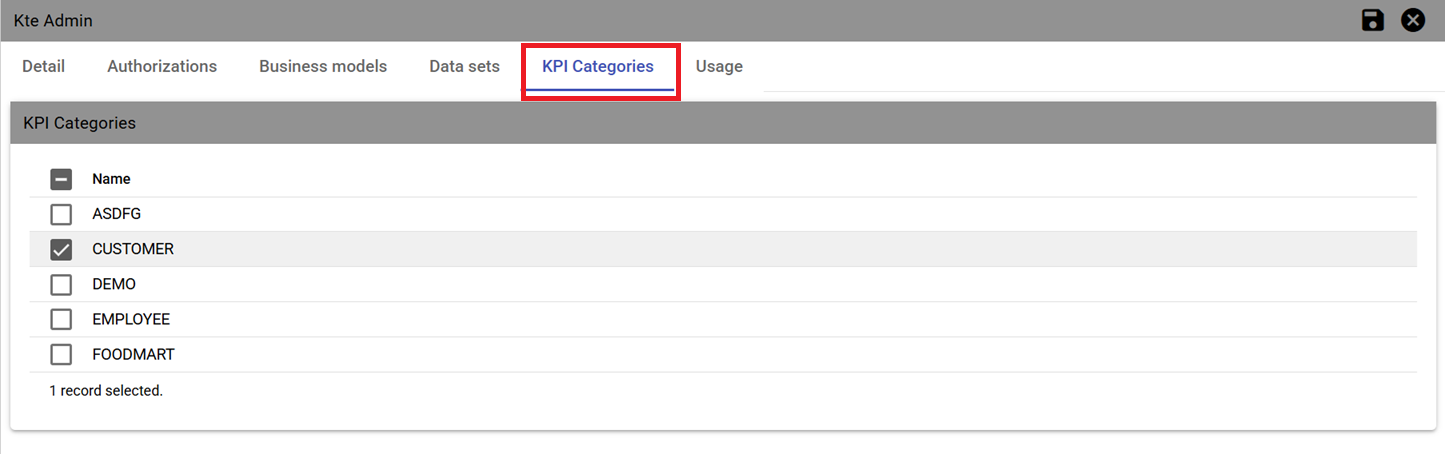 Kte Admin
Detail Authorizations Business models Data sets KPI Categories Usage
KPI Categories
Name
ASDFG
CUSTOMER
DEMO
EMPLOYEE
FOODMART
1 record selected.